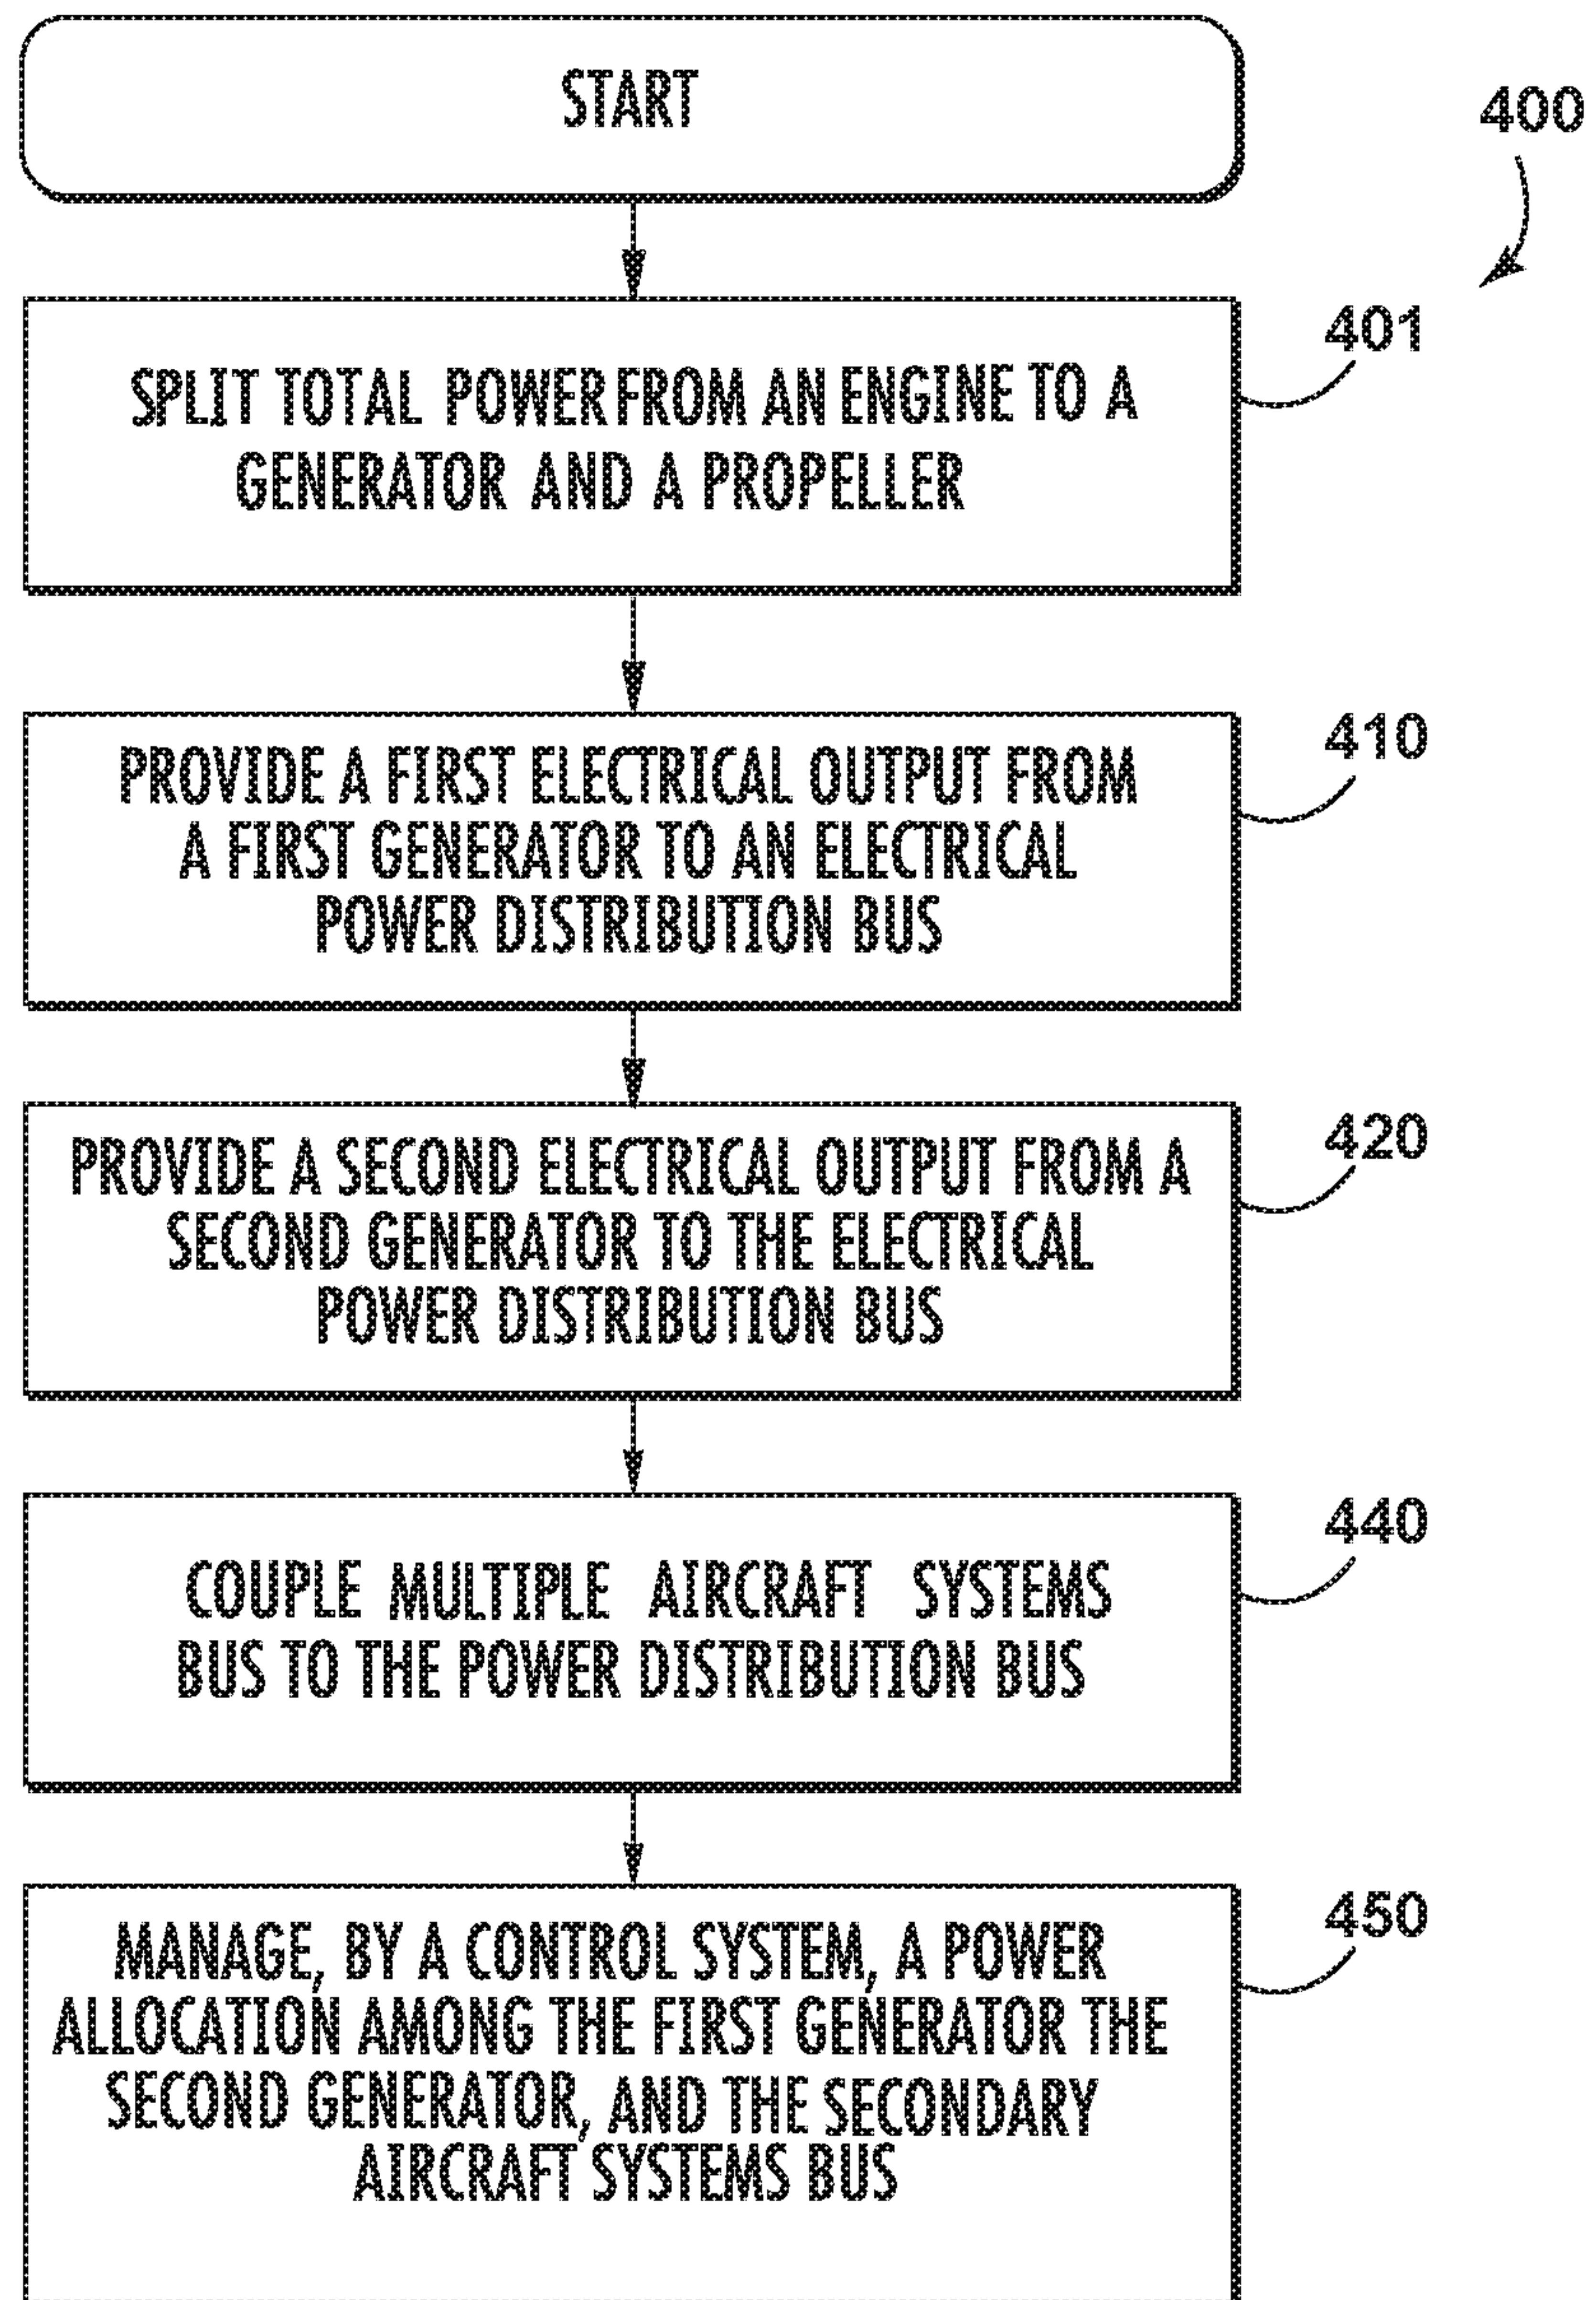 START
400
401
SPLIT TOTAL POWER FROM AN ENGINE TO A
GENERATOR AND A PROPELLER
410
PROVIDE A FIRST ELECTRICAL OUTPUT FROM
A FIRST GENERATOR TO AN ELECTRICAL
POWER DISTRIBUTION BUS
420
PROVIDE A SECOND ELECTRICAL OUTPUT FROM A
SECOND GENERATOR TO THE ELECTRICAL
POWER DISTRIBUTION BUS
440
COUPLE MULTIPLE AIRCRAFT SYSTEMS
BUS TO THE POWER DISTRIBUTION BUS
450
MANAGE, BY A CONTROL SYSTEM, A POWER
ALLOCATION AMONG THE FIRST GENERATOR THE
SECOND GENERATOR, AND THE SECONDARY
AIRCRAFT SYSTEMS BUS